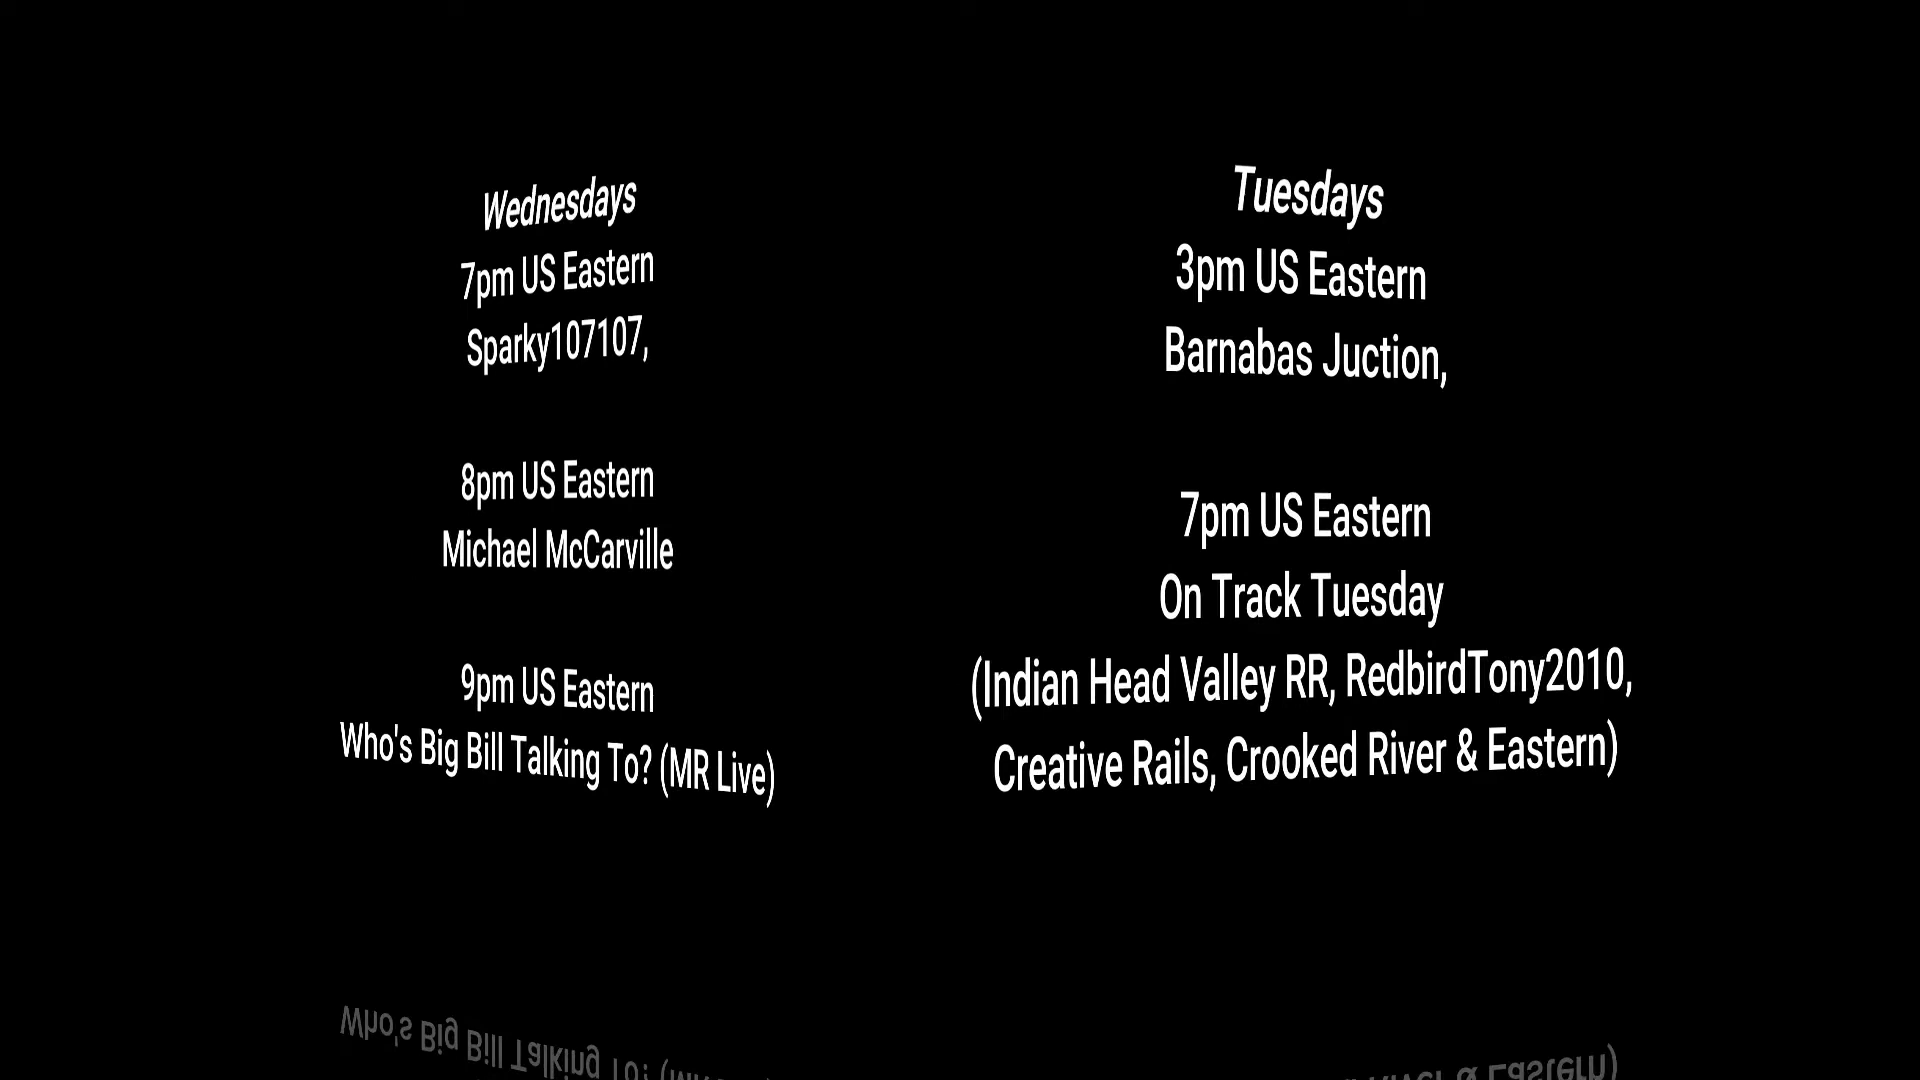 Wednesdays
7pm US Eastern
Sparky107107,
8pm US Eastern
Michael McCarville
9pm US Eastern
Who's Big Bill Talking To? (MR Live)
Tuesdays
3pm US Eastern
Barnabas Juction,
7pm US Eastern
On Track Tuesday
(Indian Head Valley RR, RedbirdTony2010,
Creative Rails, Crooked River & Eastern)